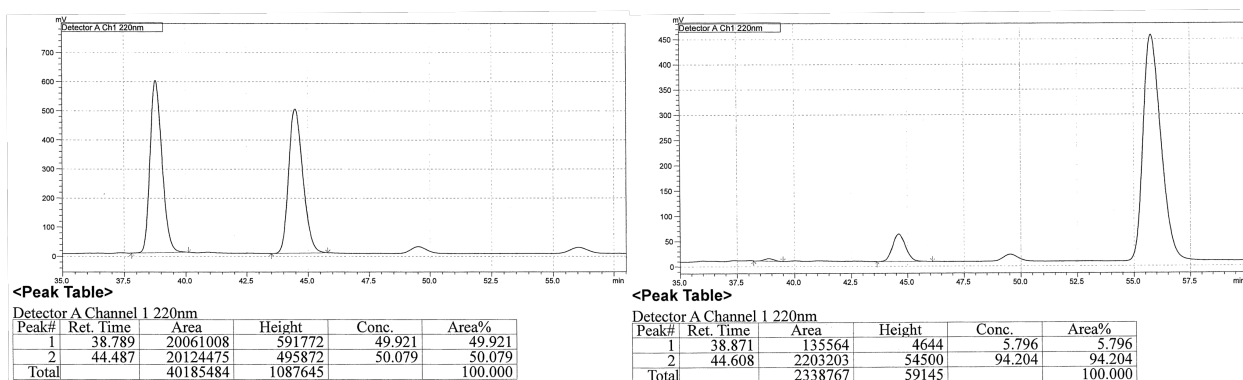 mV
Detector A Ch1 220nm
700
600
500
400
300
200
100
0
35.0 37.5 40.0 42.5 45.0 47.5 50.0 52.5 55.0 min
<Peak Table>
Detector A Channel 1 220nm
Peak# Ret. Time Area Height Conc. Area%
1 38.789 20061008 591772 49.921 49.921
2 44.487 20124475 495872 50.079 50.079
Total 40185484 1087645 100.000
mV
Detector A Ch1 220nm
450
400
350
300
250
200
150
100
50
0
35.0 37.5 40.0 42.5 45.0 47.5 50.0 52.5 55.0 57.5 min
<Peak Table>
Detector A Channel 1 220nm
Peak# Ret. Time Area Height Conc. Area%
1 38.871 135564 4644 5.796 5.796
2 44.608 2203203 54500 94.204 94.204
Total 2338767 59145 100.000